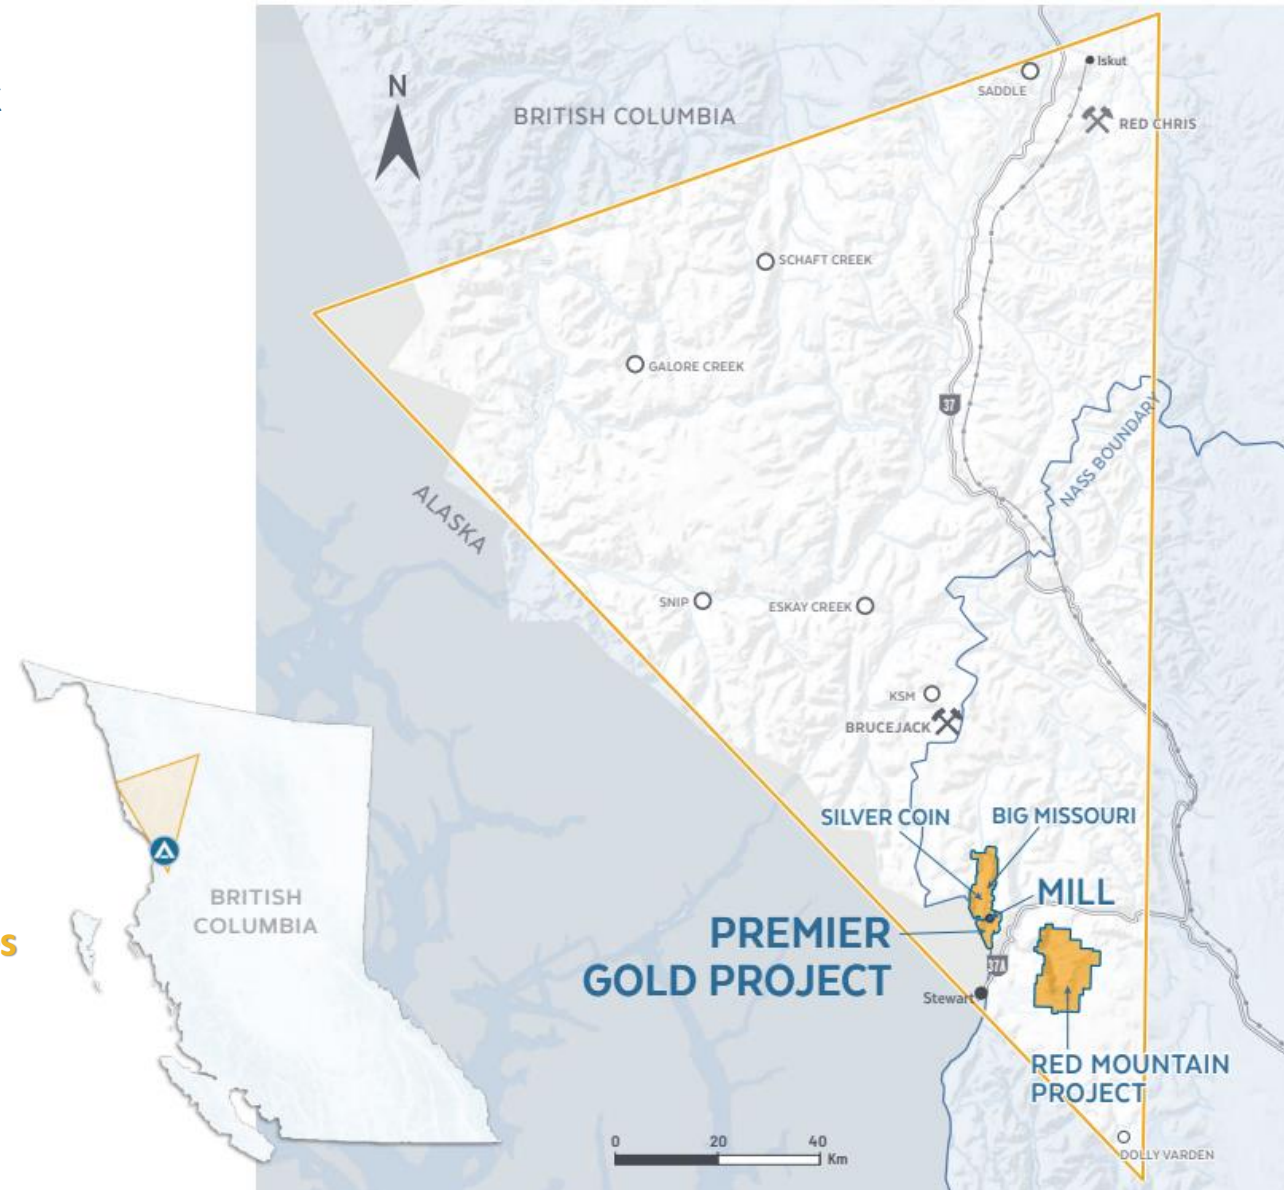 N
BRITISH COLUMBIA
SADDLE
Iskut
RED CHRIS
SCHAFT CREEK
GALORE CREEK
37
NASS BOUNDARY
ALASKA
SNIP
ESKAY CREEK
KSM
BRUCEJACK
SILVER COIN
BIG MISSOURI
MILL
PREMIER
GOLD PROJECT
37A
Stewart
RED MOUNTAIN
PROJECT
DOLLY VARDEN
BRITISH
COLUMBIA
s
0 20 40
Km